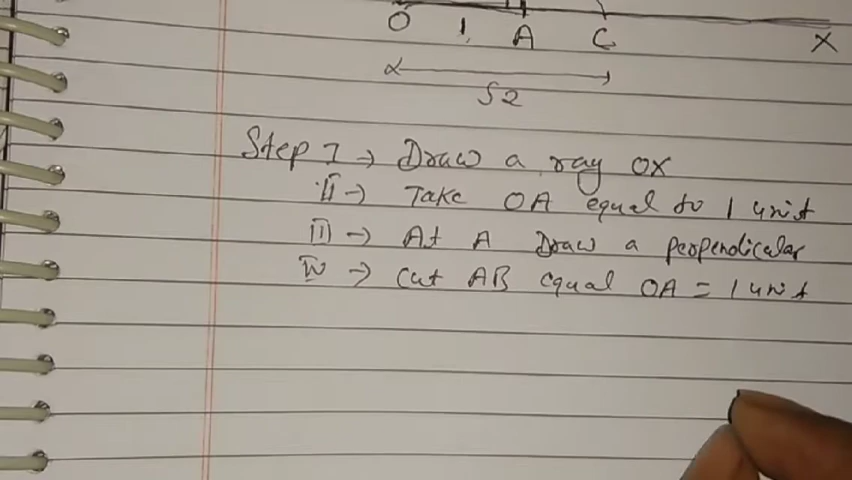 O 1 A C X
√2
Step I → Draw a ray OX
II → Take OA equal to 1 unit
III → At A Draw a perpendicular
IV → Cut AB equal OA = 1 unit